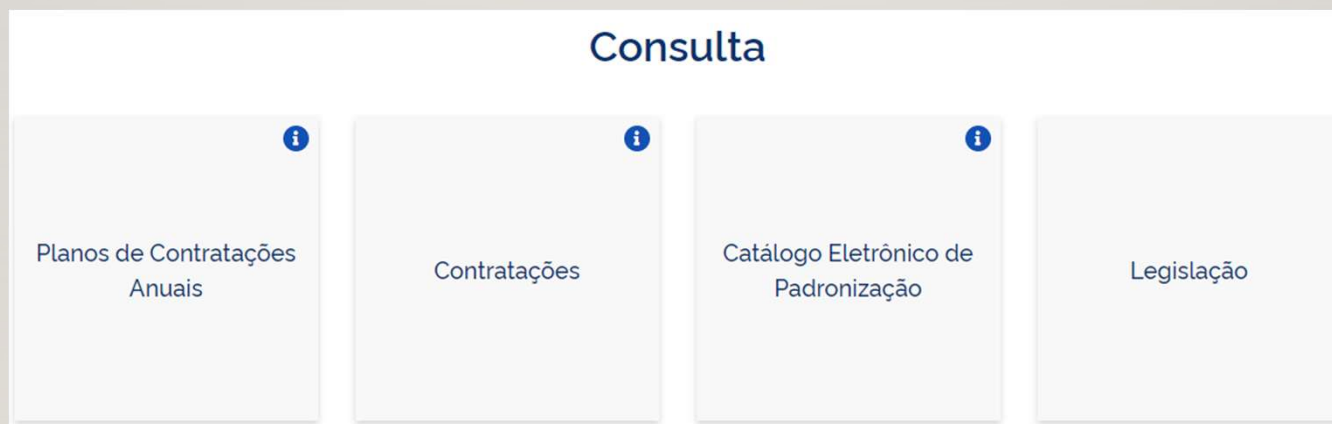 Consulta
Planos de Contratações
Anuais
Contratações
Catálogo Eletrônico de
Padronização
Legislação